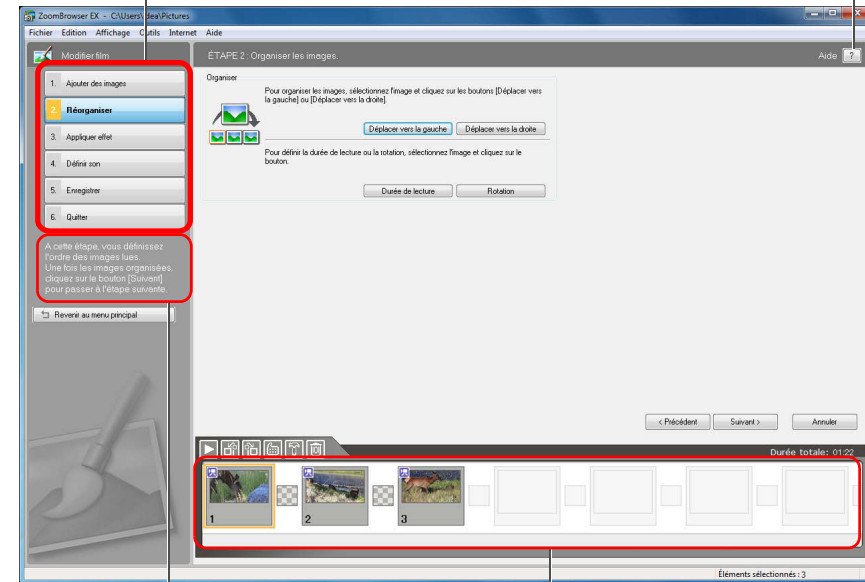 ZoomBrowser EX - C:\Users\idea\Pictures
Fichier Edition Affichage Outils Internet Aide
Modifier film
ÉTAPE 2 : Organiser les images.
Aide ?
1. Ajouter des images
2. Réorganiser
3. Appliquer effet
4. Définir son
5. Enregistrer
6. Quitter
A cette étape, vous définissez
l'ordre des images lues.
Une fois les images organisées,
cliquez sur le bouton [Suivant]
pour passer à l'étape suivante.
Revenir au menu principal
Organiser
Pour organiser les images, sélectionnez l'image et cliquez sur les boutons [Déplacer vers
la gauche] ou [Déplacer vers la droite].
Déplacer vers la gauche Déplacer vers la droite
Pour définir la durée de lecture ou la rotation, sélectionnez l'image et cliquez sur le
bouton.
Durée de lecture Rotation
< Précédent Suivant > Annuler
Durée totale: 01:22
1 2 3
Éléments sélectionnés : 3